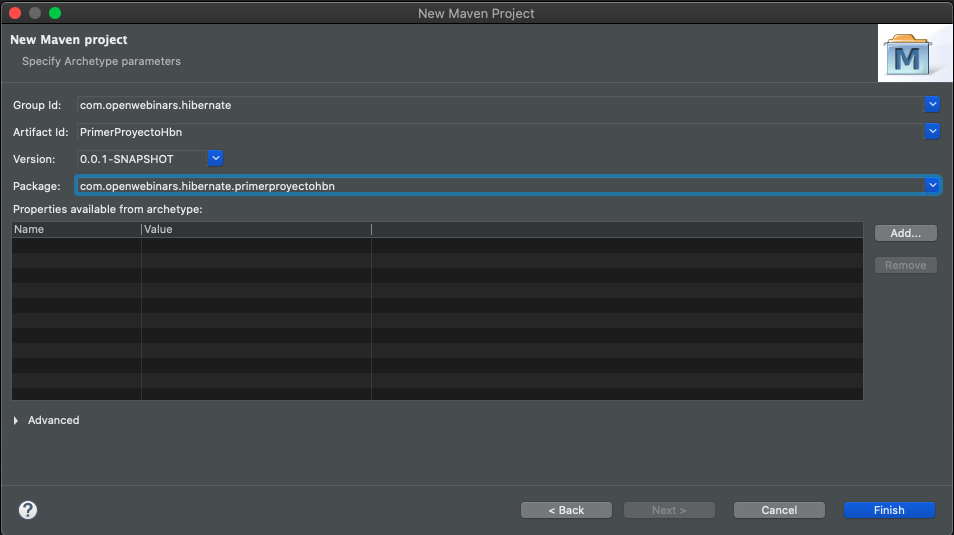 New Maven Project
New Maven project
Specify Archetype parameters
M
Group Id: com.openwebinars.hibernate
Artifact Id: PrimerProyectoHbn
Version: 0.0.1-SNAPSHOT
Package: com.openwebinars.hibernate.primerproyectohbn
Properties available from archetype:
Name Value
Add...
Remove
Advanced
? < Back Next > Cancel Finish